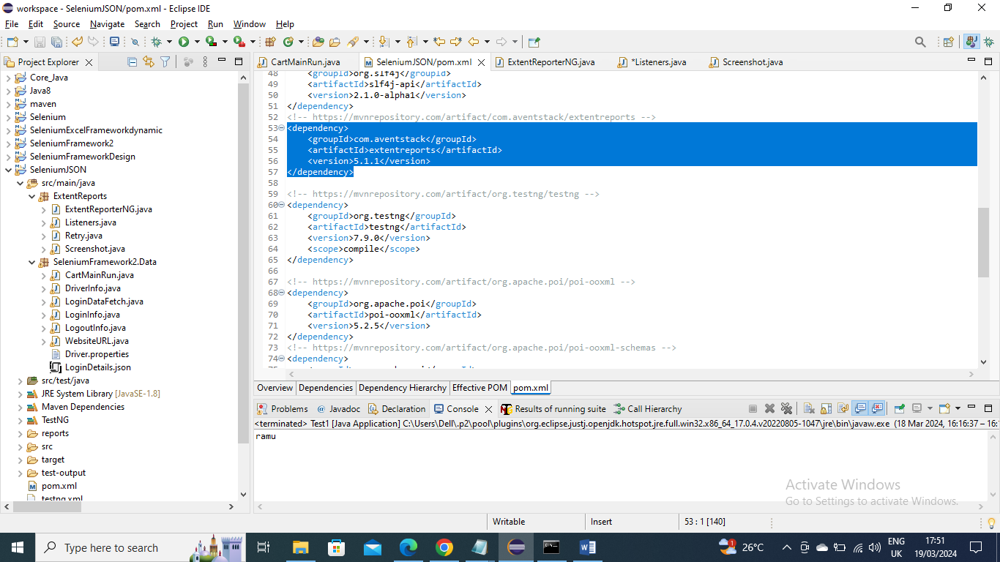 workspace - SeleniumJSON/pom.xml - Eclipse IDE
File Edit Source Navigate Search Project Run Window Help
Project Explorer
Core_Java
Java8
maven
Selenium
SeleniumExcelFrameworkdynamic
SeleniumFramework2
SeleniumFrameworkDesign
SeleniumJSON
src/main/java
ExtentReports
ExtentReporterNG.java
Listeners.java
Retry.java
Screenshot.java
SeleniumFramework2.Data
CartMainRun.java
DriverInfo.java
LoginDataFetch.java
LoginInfo.java
LogoutInfo.java
WebsiteURL.java
Driver.properties
LoginDetails.json
src/test/java
JRE System Library [JavaSE-1.8]
Maven Dependencies
TestNG
reports
src
target
test-output
pom.xml
testng.xml
CartMainRun.java SeleniumJSON/pom.xml ExtentReporterNG.java *Listeners.java Screenshot.java
48 <groupId>org.slf4j</groupId>
49 <artifactId>slf4j-api</artifactId>
50 <version>2.1.0-alpha1</version>
51 </dependency>
52 <!-- https://mvnrepository.com/artifact/com.aventstack/extentreports -->
53 <dependency>
54 <groupId>com.aventstack</groupId>
55 <artifactId>extentreports</artifactId>
56 <version>5.1.1</version>
57 </dependency>
58
59 <!-- https://mvnrepository.com/artifact/org.testng/testng -->
60 <dependency>
61 <groupId>org.testng</groupId>
62 <artifactId>testng</artifactId>
63 <version>7.9.0</version>
64 <scope>compile</scope>
65 </dependency>
66
67 <!-- https://mvnrepository.com/artifact/org.apache.poi/poi-ooxml -->
68 <dependency>
69 <groupId>org.apache.poi</groupId>
70 <artifactId>poi-ooxml</artifactId>
71 <version>5.2.5</version>
72 </dependency>
73 <!-- https://mvnrepository.com/artifact/org.apache.poi/poi-ooxml-schemas -->
74 <dependency>
Overview Dependencies Dependency Hierarchy Effective POM pom.xml
Problems @ Javadoc Declaration Console Results of running suite Call Hierarchy
<terminated> Test1 [Java Application] C:\Users\Dell\.p2\pool\plugins\org.eclipse.justj.openjdk.hotspot.jre.full.win32.x86_64_17.0.4.v20220805-1047\jre\bin\javaw.exe (18 Mar 2024, 16:16:37 – 16:
ramu
Activate Windows
Go to Settings to activate Windows.
Writable Insert 53 : 1 [140]
Type here to search
1
26°C
ENG
UK
17:51
19/03/2024